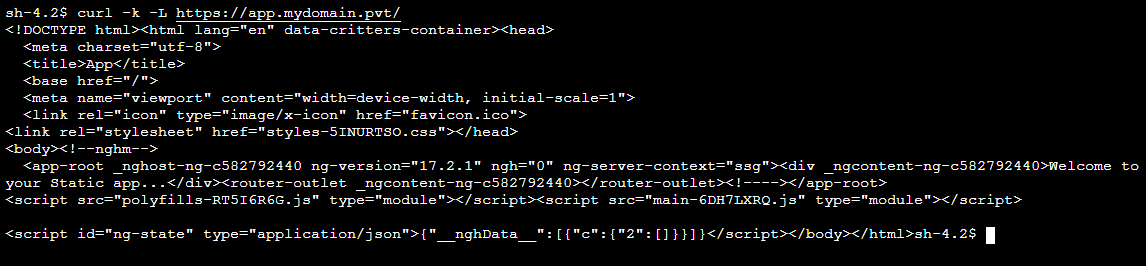 sh-4.2$ curl -k -L https://app.mydomain.pvt/
<!DOCTYPE html><html lang="en" data-critters-container><head>
  <meta charset="utf-8">
  <title>App</title>
  <base href="/">
  <meta name="viewport" content="width=device-width, initial-scale=1">
  <link rel="icon" type="image/x-icon" href="favicon.ico">
<link rel="stylesheet" href="styles-5INURTSO.css"></head>
<body><!--nghm-->
  <app-root _nghost-ng-c582792440 ng-version="17.2.1" ngh="0" ng-server-context="ssg"><div _ngcontent-ng-c582792440>Welcome to
your Static app...</div><router-outlet _ngcontent-ng-c582792440></router-outlet><!----></app-root>
<script src="polyfills-RT5I6R6G.js" type="module"></script><script src="main-6DH7LXRQ.js" type="module"></script>

<script id="ng-state" type="application/json">{"__nghData__":[{"c":{"2":[]}}]}</script></body></html>sh-4.2$